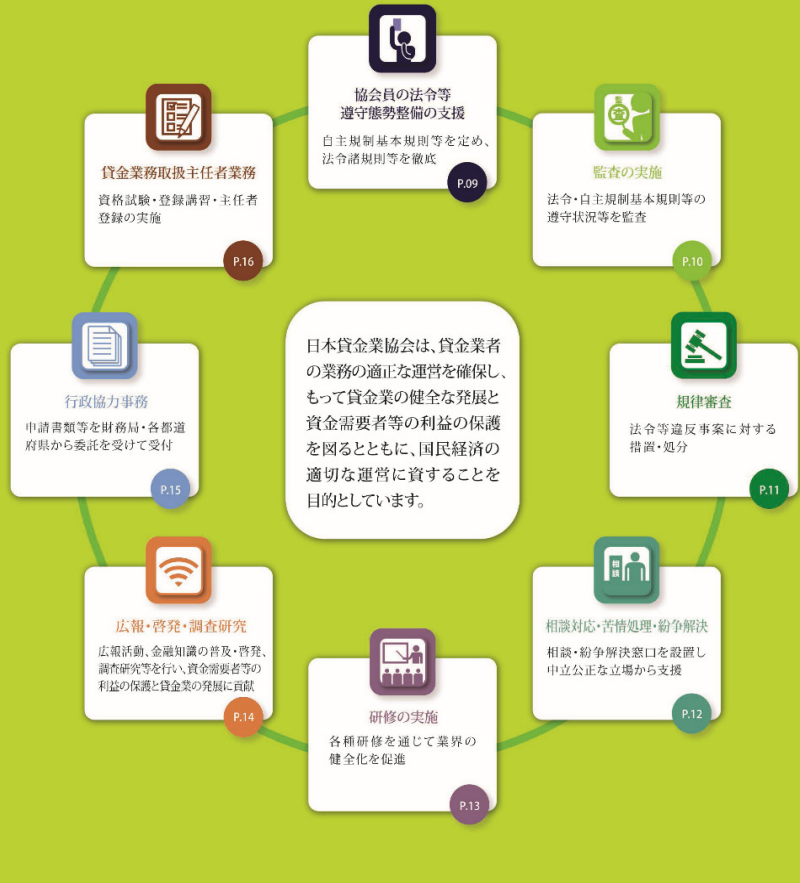 協会員の法令等
遵守態勢整備の支援
自主規制基本規則等を定め、
法令諸規則等を徹底
P.09
監査の実施
法令・自主規制基本規則等の
遵守状況等を監査
P.10
規律審査
法令等違反事案に対する
措置・処分
P.11
相談
相談対応・苦情処理・紛争解決
相談・紛争解決窓口を設置し
中立公正な立場から支援
P.12
研修の実施
各種研修を通じて業界の
健全化を促進
P.13
広報・啓発・調査研究
広報活動、金融知識の普及・啓発、
調査研究等を行い、資金需要者等の
利益の保護と貸金業の発展に貢献
P.14
行政協力事務
申請書類等を財務局・各都道
府県から委託を受けて受付
P.15
貸金業務取扱主任者業務
資格試験・登録講習・主任者
登録の実施
P.16
日本貸金業協会は、貸金業者
の業務の適正な運営を確保し、
もって貸金業の健全な発展と
資金需要者等の利益の保護
を図るとともに、国民経済の
適切な運営に資することを
目的としています。